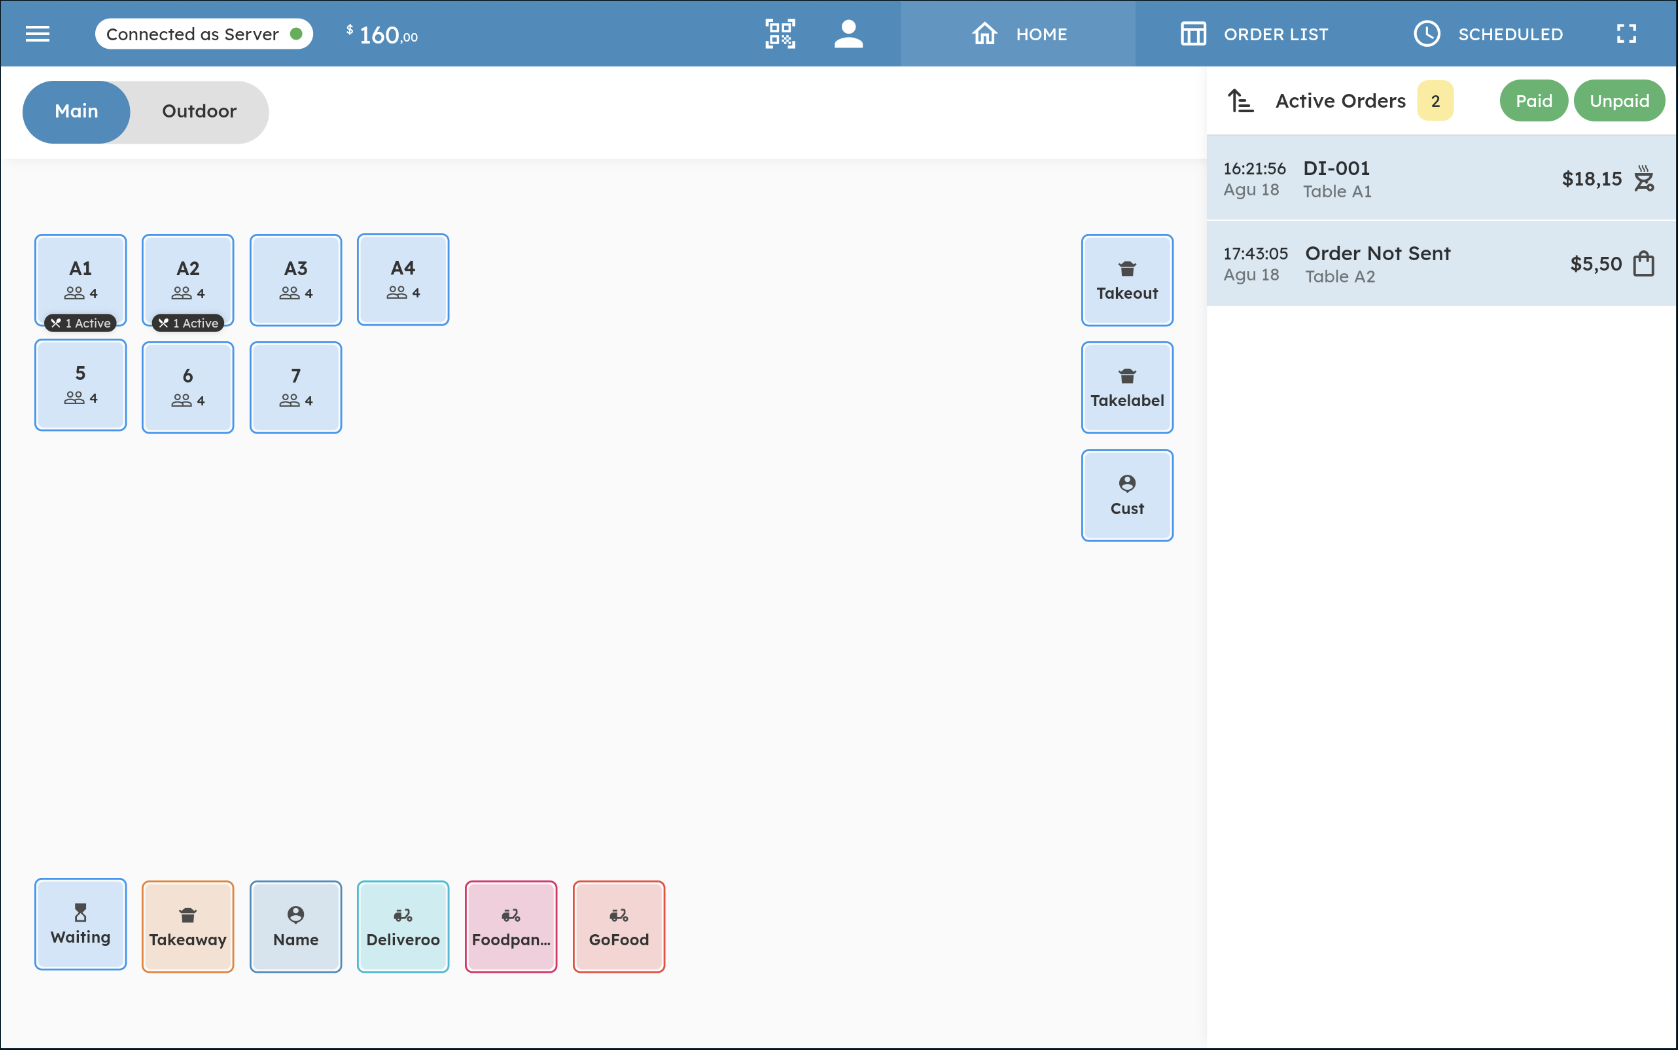 Connected as Server
$ 160,00
HOME
ORDER LIST
SCHEDULED
Main
Outdoor
Active Orders 2
Paid
Unpaid
16:21:56 DI-001
Agu 18 Table A1
$18,15
17:43:05 Order Not Sent
Agu 18 Table A2
$5,50
A1
4
1 Active
A2
4
1 Active
A3
4
A4
4
5
4
6
4
7
4
Takeout
Takelabel
Cust
Waiting
Takeaway
Name
Deliveroo
Foodpan...
GoFood